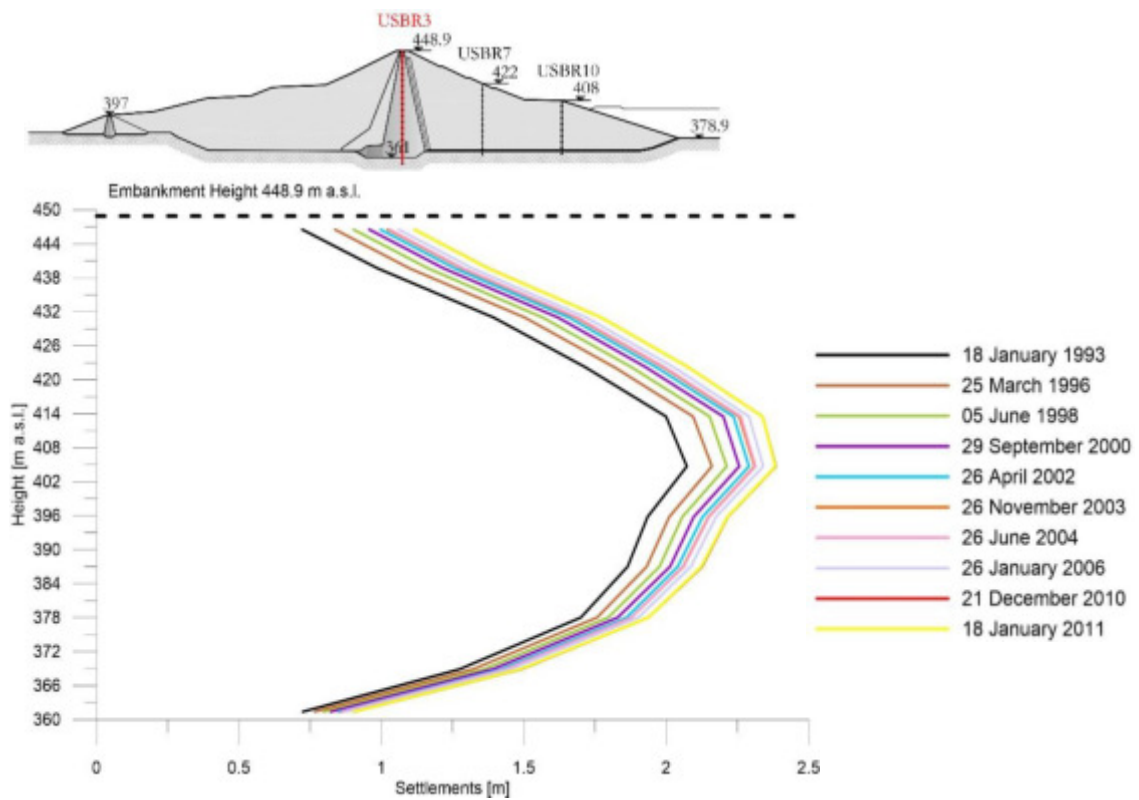 USBR3
448.9
USBR7
422
USBR10
408
397
378.9
361
Embankment Height 448.9 m a.s.l.
450
444
438
432
426
420
414
408
402
396
390
384
378
372
366
360
Height [m a.s.l.]
0
0.5
1
1.5
2
2.5
Settlements [m]
18 January 1993
25 March 1996
05 June 1998
29 September 2000
26 April 2002
26 November 2003
26 June 2004
26 January 2006
21 December 2010
18 January 2011